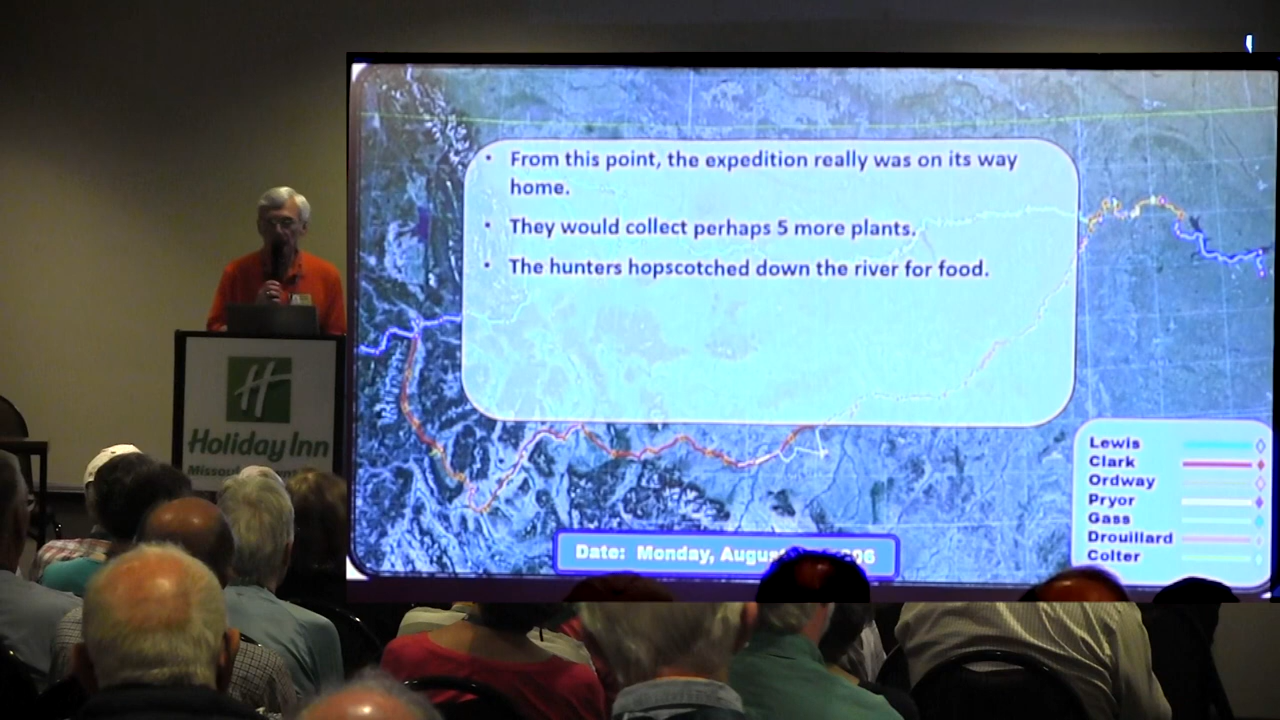 • From this point, the expedition really was on its way
home.
• They would collect perhaps 5 more plants.
• The hunters hopscotched down the river for food.
H
Holiday Inn
Lewis
Clark
Ordway
Pryor
Gass
Drouillard
Colter
Date: Monday,